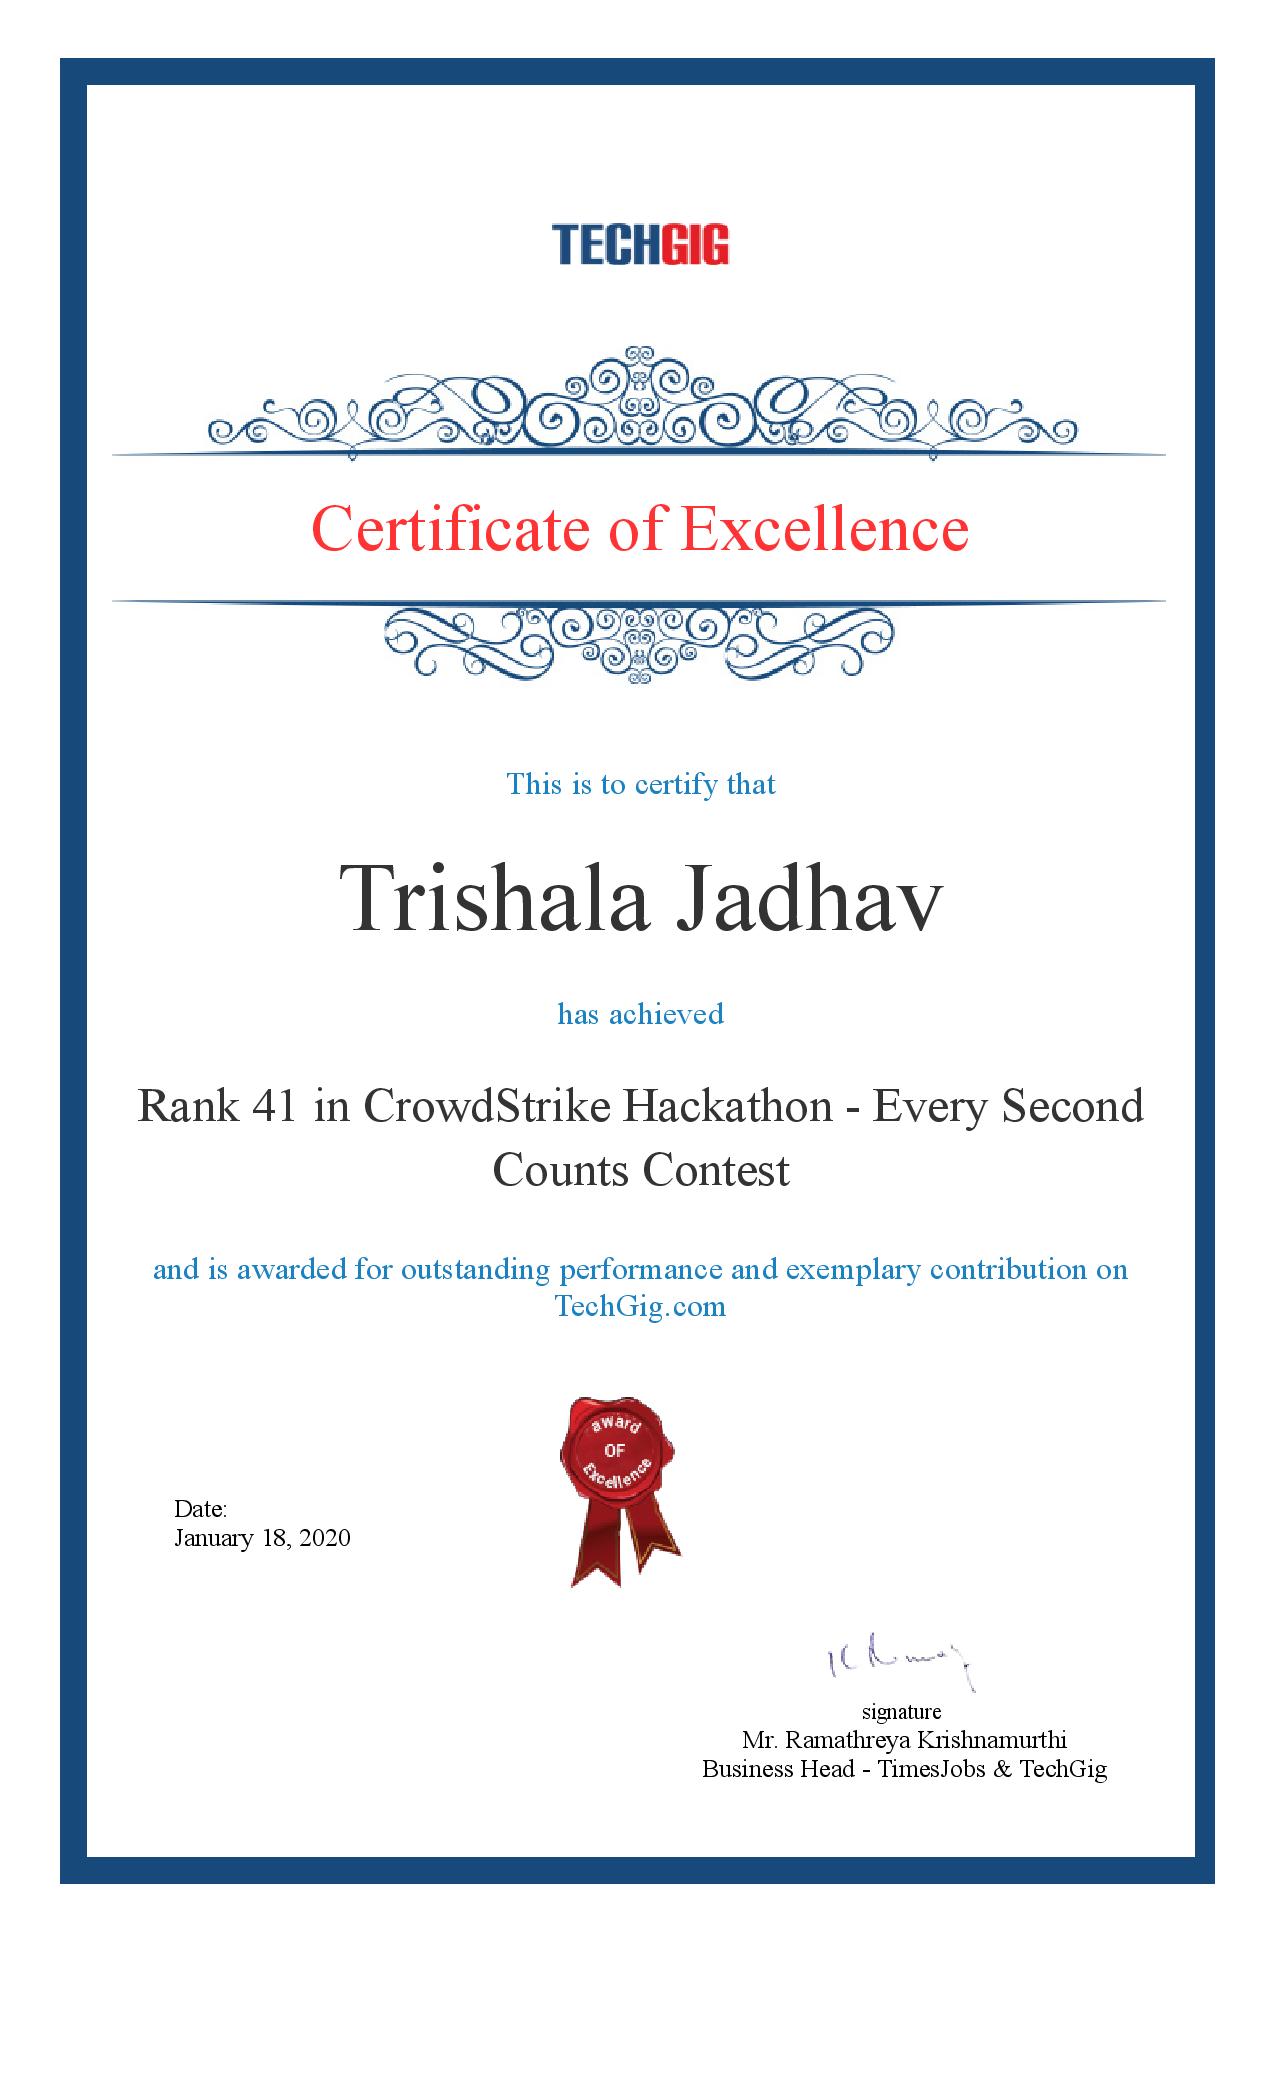 TECHGIG
Certificate of Excellence
This is to certify that
Trishala Jadhav
has achieved
Rank 41 in CrowdStrike Hackathon - Every Second
Counts Contest
and is awarded for outstanding performance and exemplary contribution on
TechGig.com
award
OF
Excellence
Date:
January 18, 2020
signature
Mr. Ramathreya Krishnamurthi
Business Head - TimesJobs & TechGig